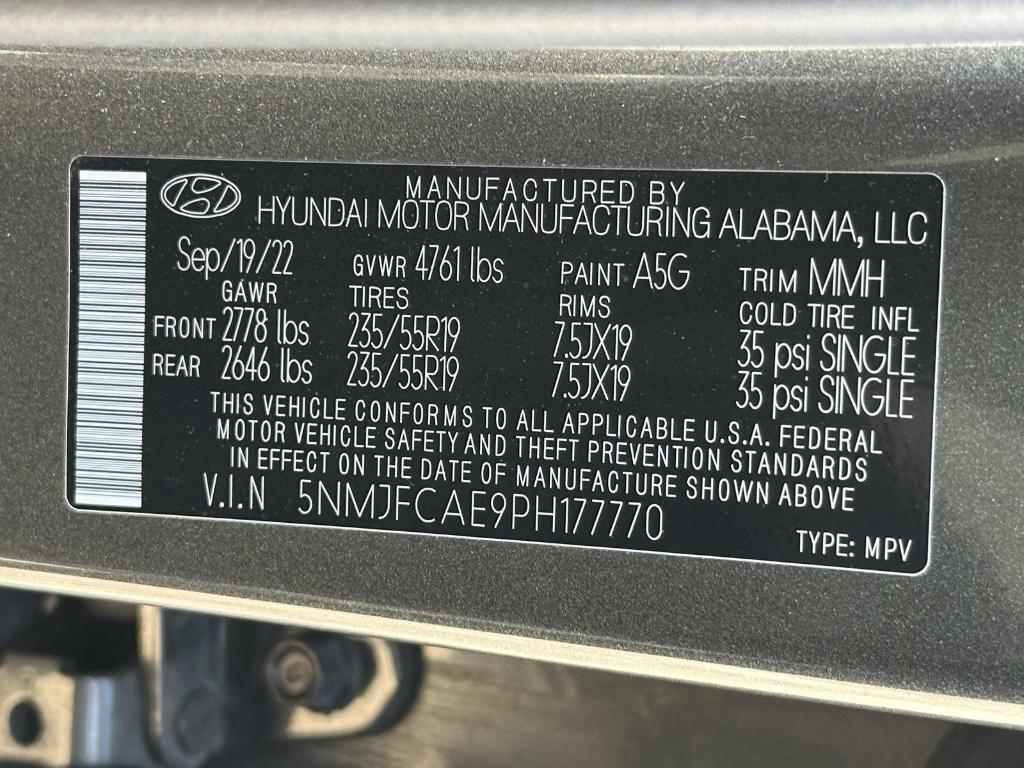 MANUFACTURED BY
HYUNDAI MOTOR MANUFACTURING ALABAMA, LLC
Sep/19/22 GVWR 4761 lbs PAINT A5G TRIM MMH
GAWR TIRES RIMS COLD TIRE INFL
FRONT 2778 lbs 235/55R19 7.5JX19 35 psi SINGLE
REAR 2646 lbs 235/55R19 7.5JX19 35 psi SINGLE
THIS VEHICLE CONFORMS TO ALL APPLICABLE U.S.A. FEDERAL
MOTOR VEHICLE SAFETY AND THEFT PREVENTION STANDARDS
IN EFFECT ON THE DATE OF MANUFACTURE SHOWN ABOVE
V.I.N 5NMJFCAE9PH177770
TYPE: MPV